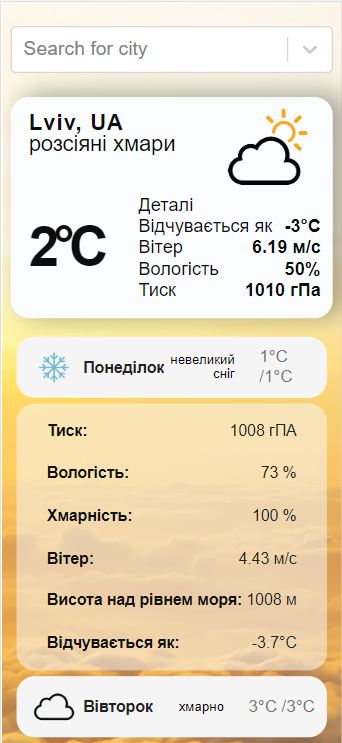 Search for city
Lviv, UA
розсіяні хмари
2°C
Деталі
Відчувається як -3°C
Вітер 6.19 м/с
Вологість 50%
Тиск 1010 гПа
Понеділок невеликий сніг 1°C /1°C
Тиск: 1008 гПА
Вологість: 73 %
Хмарність: 100 %
Вітер: 4.43 м/с
Висота над рівнем моря: 1008 м
Відчувається як: -3.7°C
Вівторок хмарно 3°C /3°C